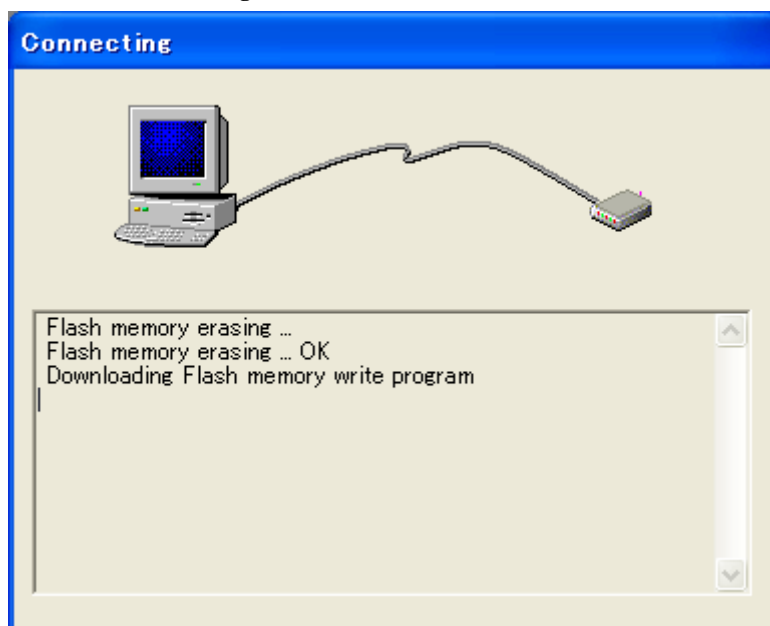 Connecting
Flash memory erasing ...
Flash memory erasing ... OK
Downloading Flash memory write program